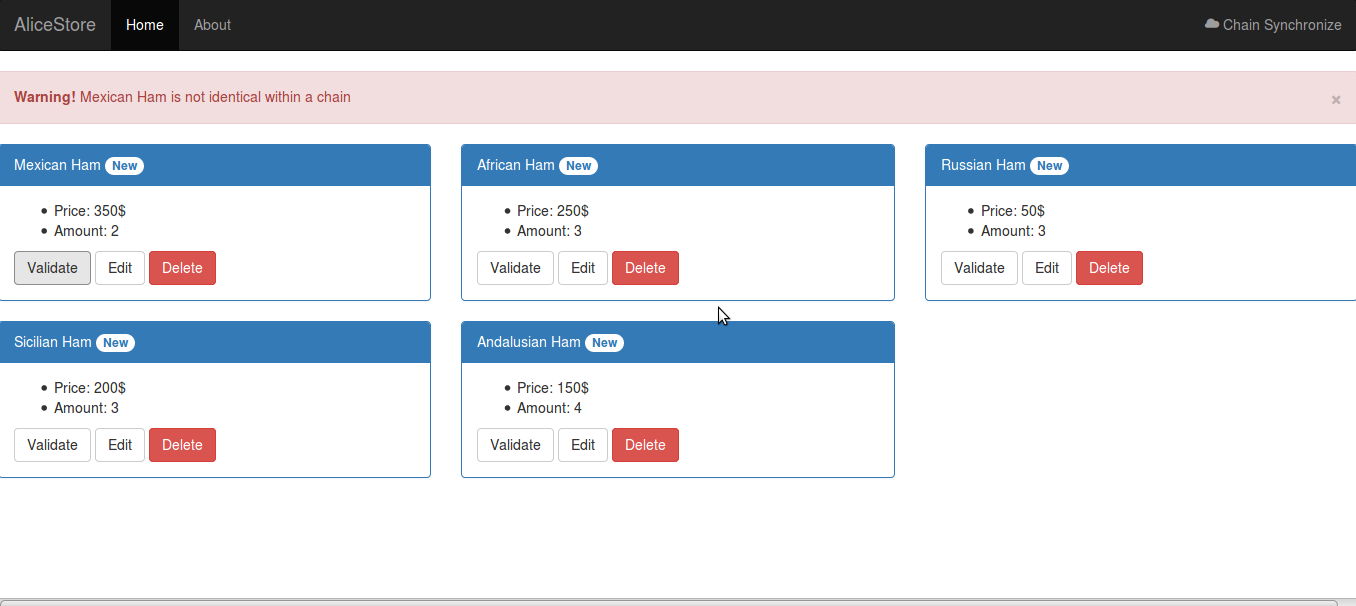 AliceStore Home About Chain Synchronize
Warning! Mexican Ham is not identical within a chain ×
Mexican Ham New
Price: 350$
Amount: 2
Validate Edit Delete
African Ham New
Price: 250$
Amount: 3
Validate Edit Delete
Russian Ham New
Price: 50$
Amount: 3
Validate Edit Delete
Sicilian Ham New
Price: 200$
Amount: 3
Validate Edit Delete
Andalusian Ham New
Price: 150$
Amount: 4
Validate Edit Delete